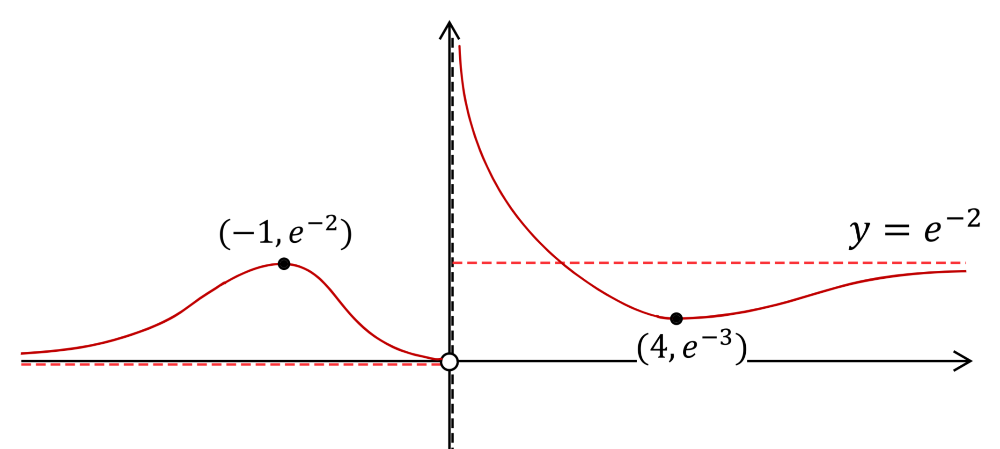 (−1, e⁻²)
y = e⁻²
(4, e⁻³)